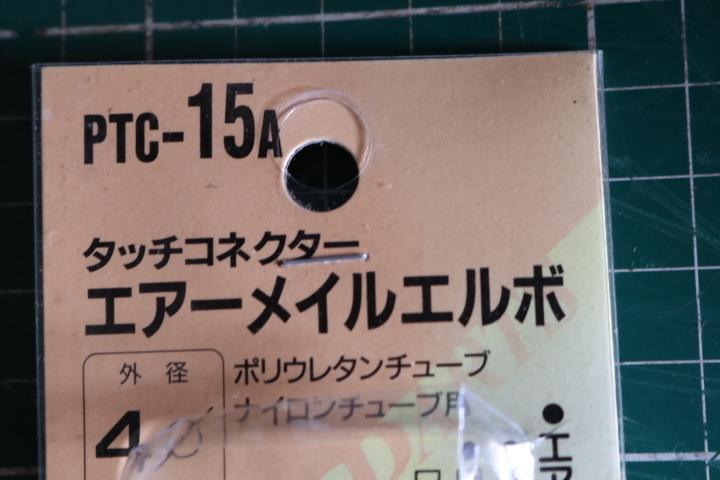 PTC-15A
タッチコネクター
エアーメイルエルボ
外径
4
ポリウレタンチューブ
ナイロンチューブ用
●エア